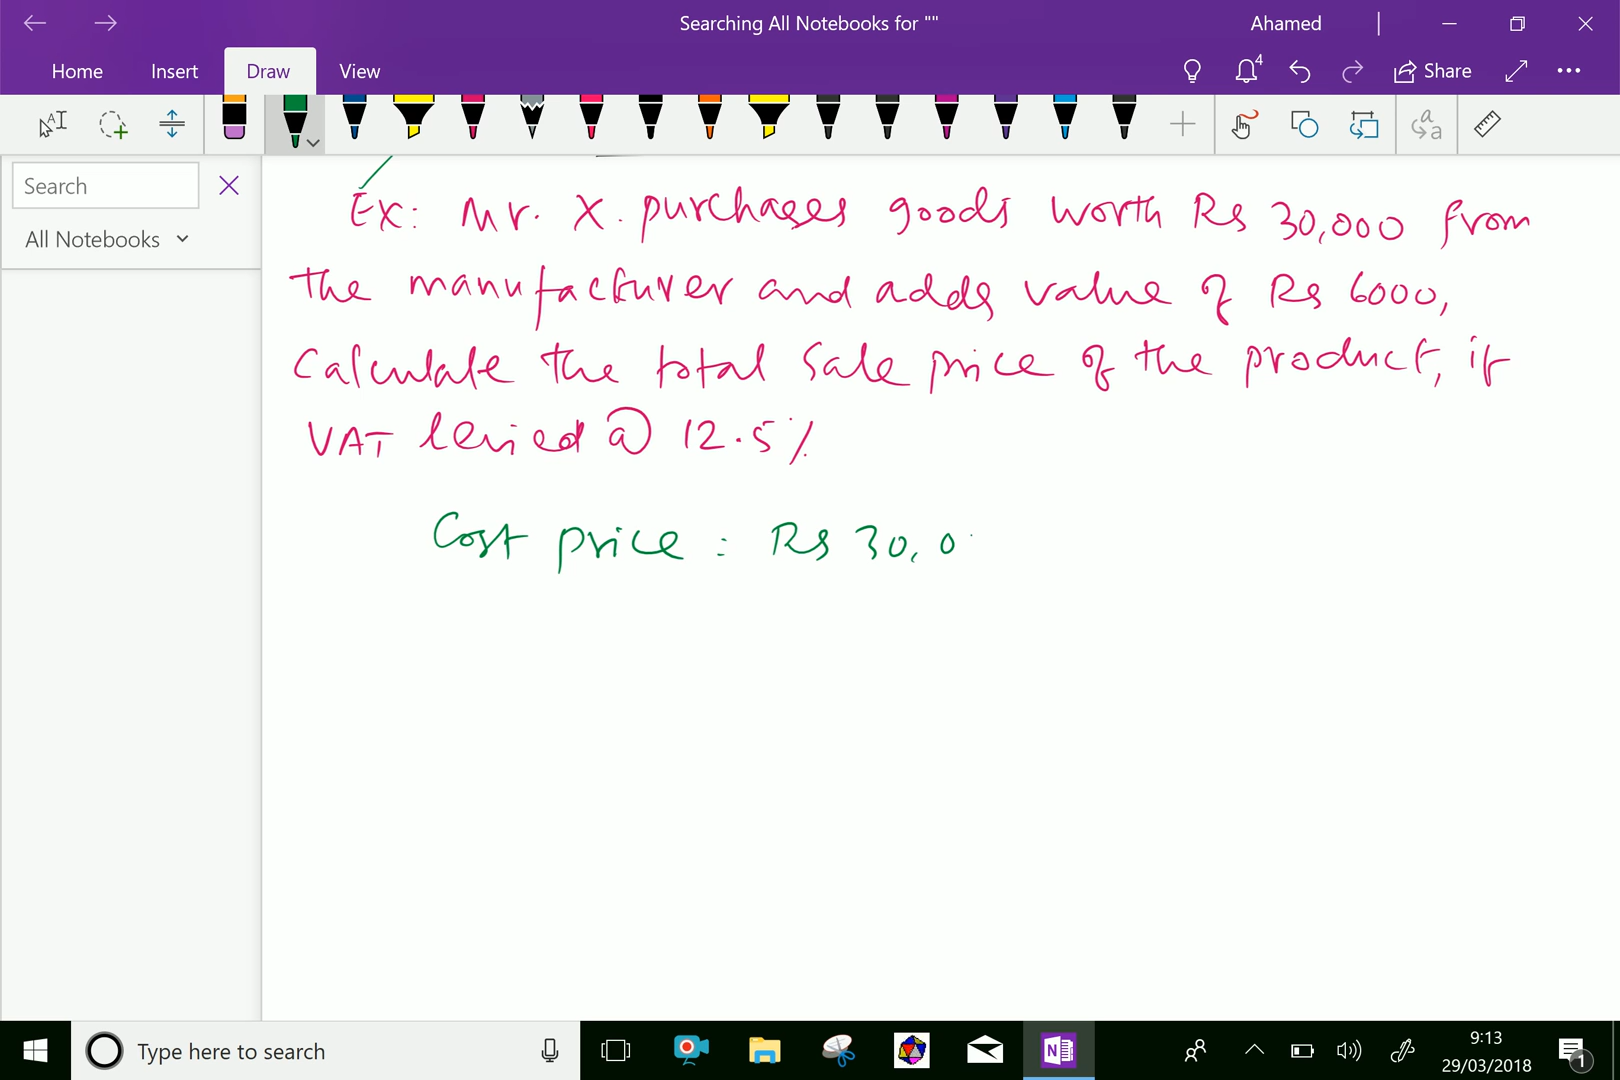 Searching All Notebooks for ""
Ahamed
Home Insert Draw View
4
Share
Search
All Notebooks
Ex: Mr. X. purchases goods worth Rs 30,000 from
the manufacturer and adds value of Rs 6000,
Calculate the total Sale price of the product, if
VAT levied @ 12.5%
Cost price : Rs 30,0
Type here to search
9:13
29/03/2018
1